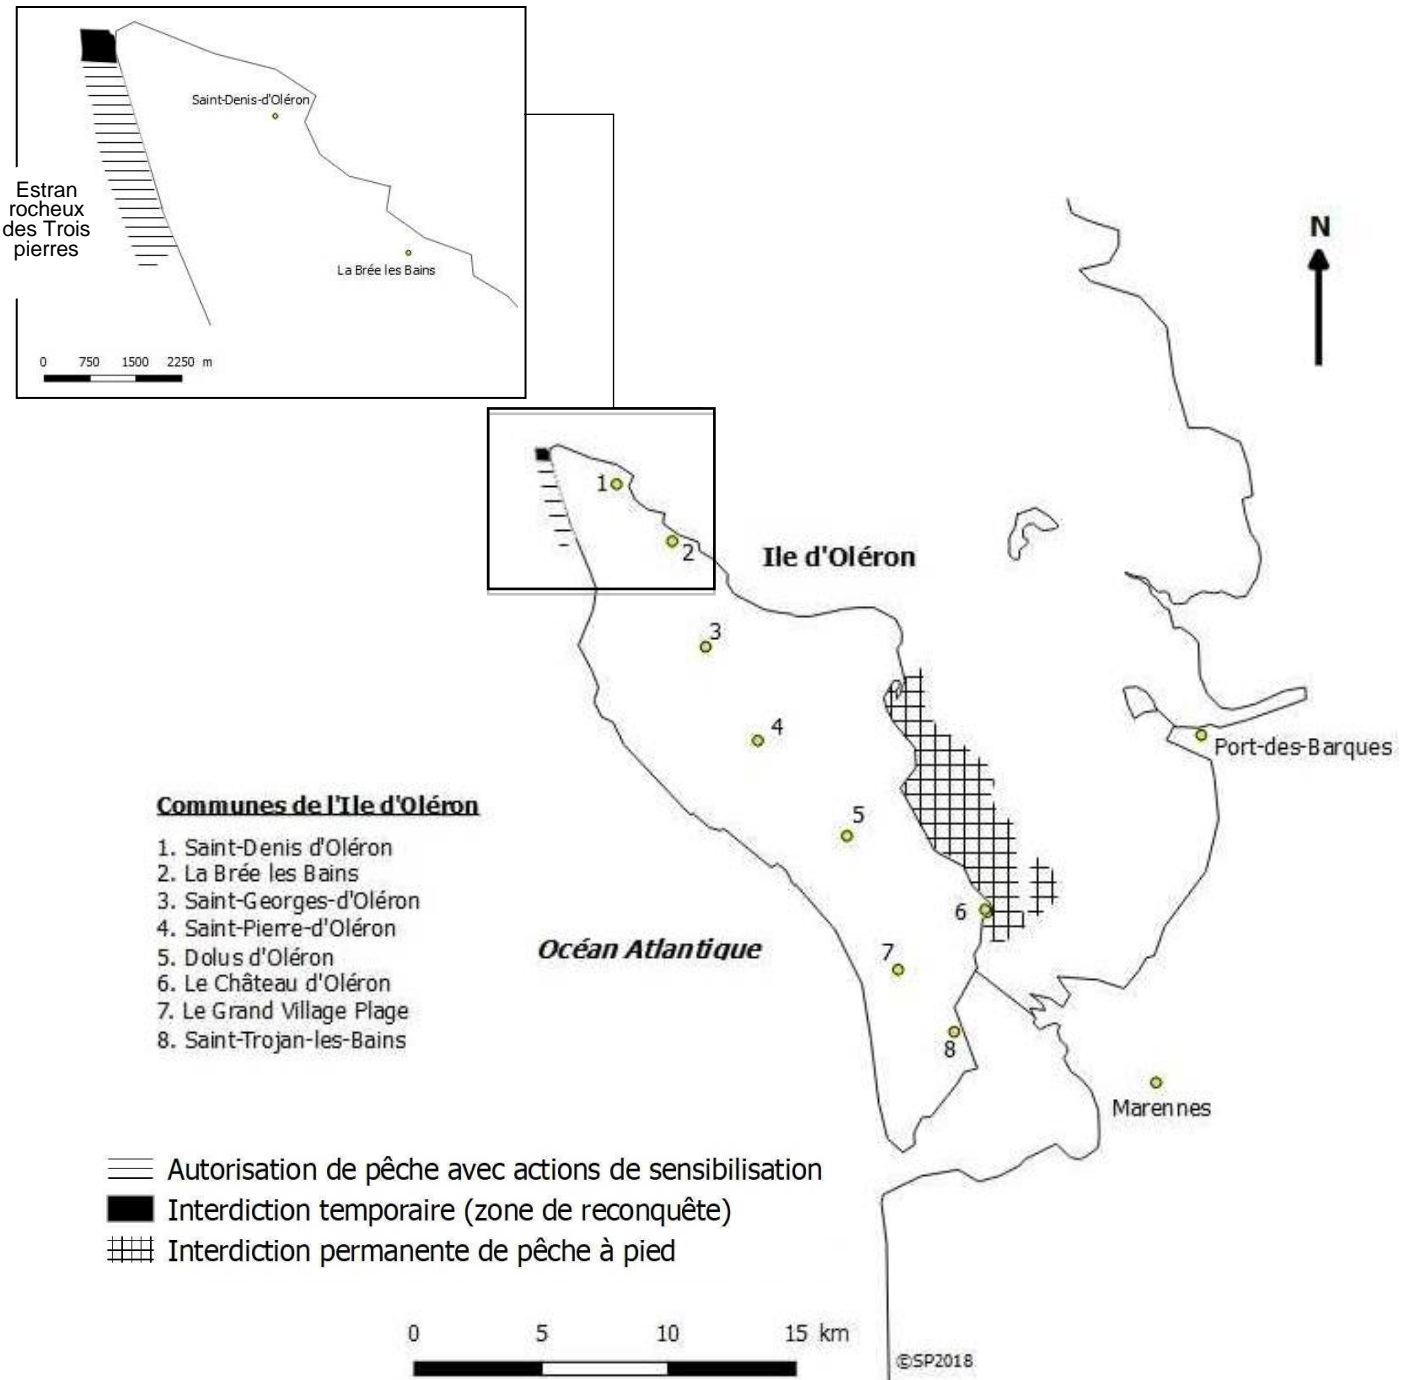 Saint-Denis-d'Oléron
Estran
rocheux
des Trois
pierres
La Brée les Bains
0 750 1500 2250 m
N
1
2
Ile d'Oléron
3
4
Port-des-Barques
Communes de l'Ile d'Oléron
1. Saint-Denis d'Oléron
2. La Brée les Bains
3. Saint-Georges-d'Oléron
4. Saint-Pierre-d'Oléron
5. Dolus d'Oléron
6. Le Château d'Oléron
7. Le Grand Village Plage
8. Saint-Trojan-les-Bains
5
6
Océan Atlantique
7
8
Marennes
Autorisation de pêche avec actions de sensibilisation
Interdiction temporaire (zone de reconquête)
Interdiction permanente de pêche à pied
0 5 10 15 km
©SP2018